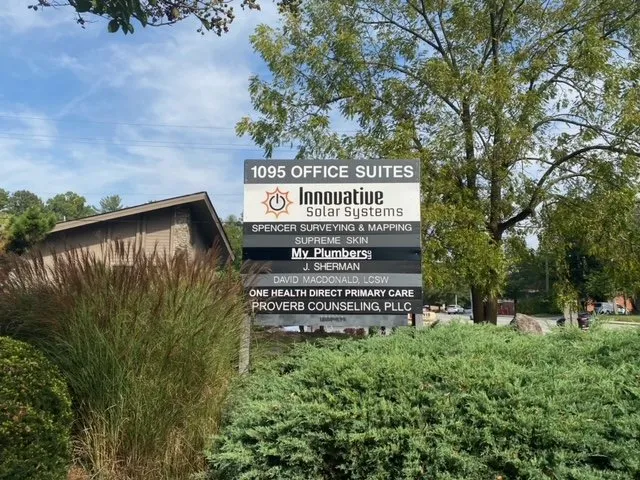 1095 OFFICE SUITES
Innovative
Solar Systems
SPENCER SURVEYING & MAPPING
SUPREME SKIN
My Plumbers
J. SHERMAN
DAVID MACDONALD, LCSW
ONE HEALTH DIRECT PRIMARY CARE
PROVERB COUNSELING, PLLC